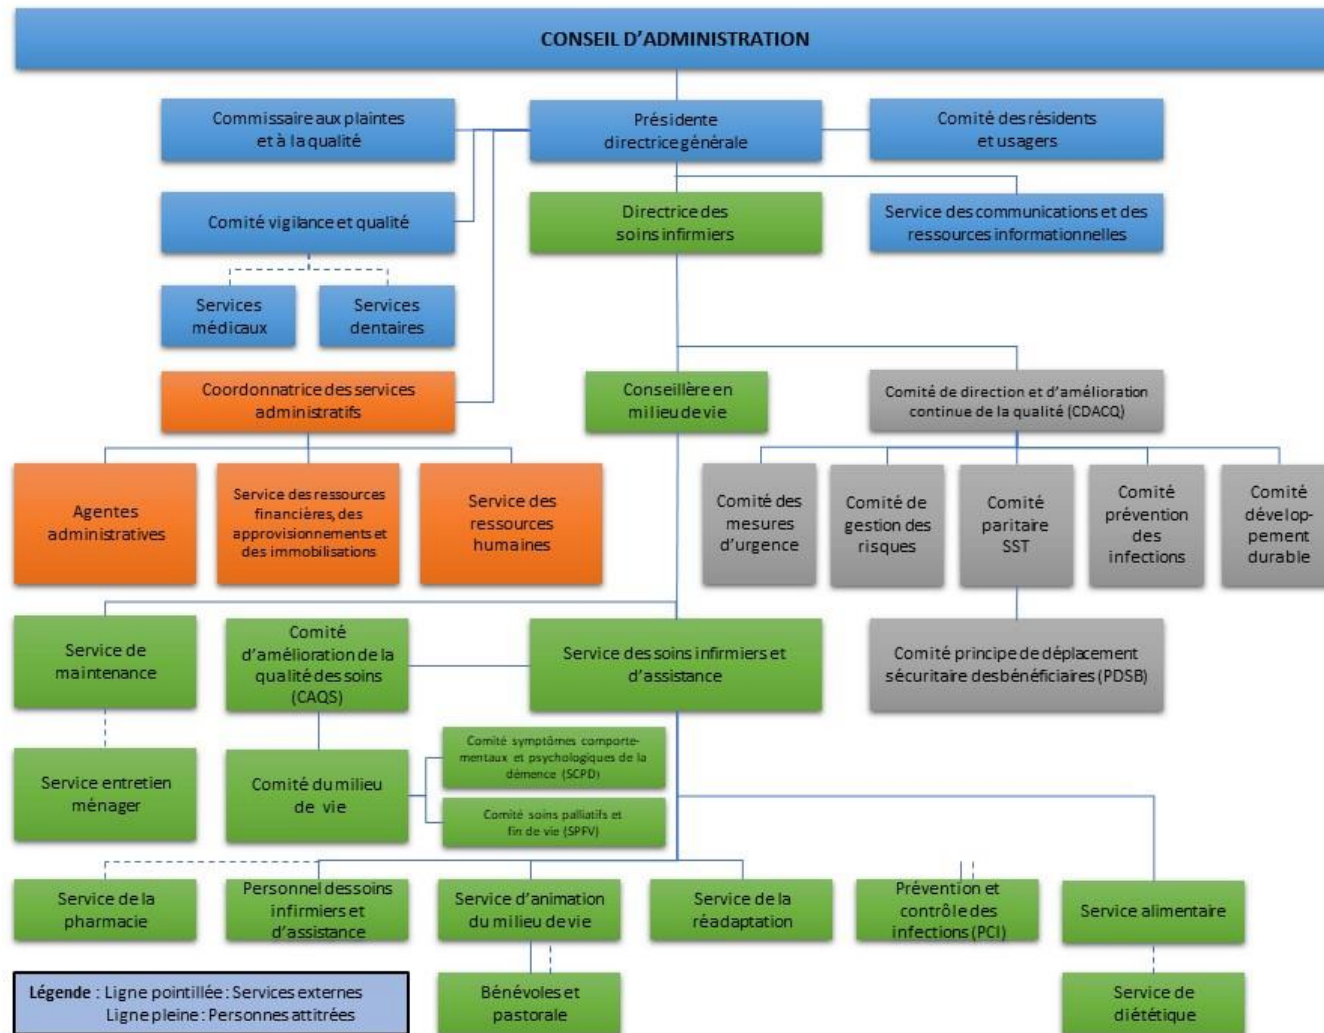 CONSEIL D'ADMINISTRATION
Commissaire aux plaintes
et à la qualité
Présidente
directrice générale
Comité des résidents
et usagers
Comité vigilance et qualité
Directrice des
soins infirmiers
Service des communications et des
ressources informationnelles
Services
médicaux
Services
dentaires
Coordonnatrice des services
administratifs
Conseillère en
milieu de vie
Comité de direction et d'amélioration
continue de la qualité (CDACQ)
Agentes
administratives
Service des ressources
financières, des
approvisionnements et
des immobilisations
Service des
ressources
humaines
Comité des
mesures
d'urgence
Comité de
gestion des
risques
Comité
paritaire
SST
Comité
prévention
des
infections
Comité
dévelop-
pement
durable
Service de
maintenance
Comité
d'amélioration de la
qualité des soins
(CAQS)
Service des soins infirmiers et
d'assistance
Comité principe de déplacement
sécuritaire des bénéficiaires (PDSB)
Service entretien
ménager
Comité du milieu
de vie
Comité symptômes comporte-
mentaux et psychologiques de la
démence (SCPD)
Comité soins palliatifs et
fin de vie (SPFV)
Service de la
pharmacie
Personnel des soins
infirmiers et
d'assistance
Service d'animation
du milieu de vie
Service de la
réadaptation
Prévention et
contrôle des
infections (PCI)
Service alimentaire
Légende : Ligne pointillée : Services externes
Ligne pleine : Personnes attitrées
Bénévoles et
pastorale
Service de
diététique